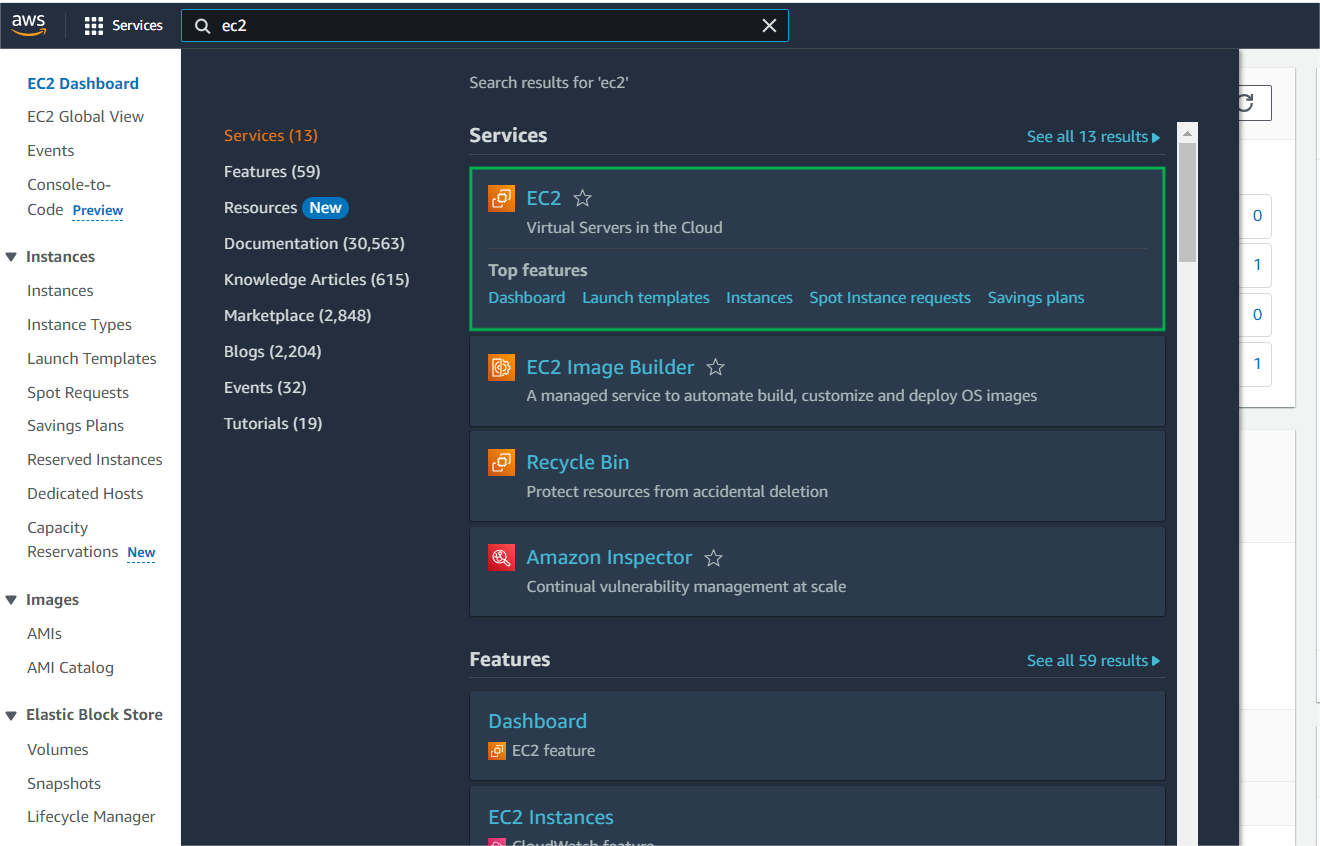 aws
Services
ec2
EC2 Dashboard
EC2 Global View
Events
Console-to-
Code Preview
Instances
Instances
Instance Types
Launch Templates
Spot Requests
Savings Plans
Reserved Instances
Dedicated Hosts
Capacity
Reservations New
Images
AMIs
AMI Catalog
Elastic Block Store
Volumes
Snapshots
Lifecycle Manager
Services (13)
Features (59)
Resources New
Documentation (30,563)
Knowledge Articles (615)
Marketplace (2,848)
Blogs (2,204)
Events (32)
Tutorials (19)
Search results for 'ec2'
Services
See all 13 results
EC2
Virtual Servers in the Cloud
Top features
Dashboard Launch templates Instances Spot Instance requests Savings plans
EC2 Image Builder
A managed service to automate build, customize and deploy OS images
Recycle Bin
Protect resources from accidental deletion
Amazon Inspector
Continual vulnerability management at scale
Features
See all 59 results
Dashboard
EC2 feature
EC2 Instances
CloudWatch feature
0
1
0
1